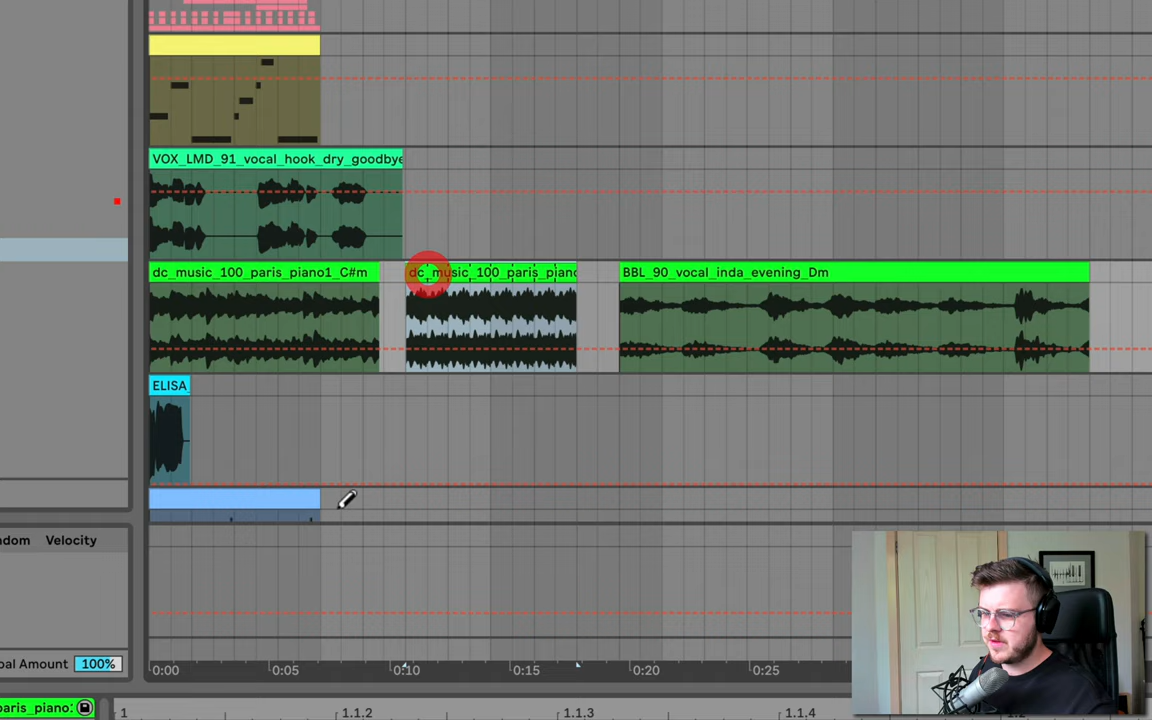 VOX_LMD_91_vocal_hook_dry_goodbye
dc_music_100_paris_piano1_C#m
dc_music_100_paris_piano
BBL_90_vocal_inda_evening_Dm
ELISA
dom
Velocity
bal Amount
100%
0:00
0:05
0:10
0:15
0:20
0:25
paris_piano1
1
1.1.2
1.1.3
1.1.4